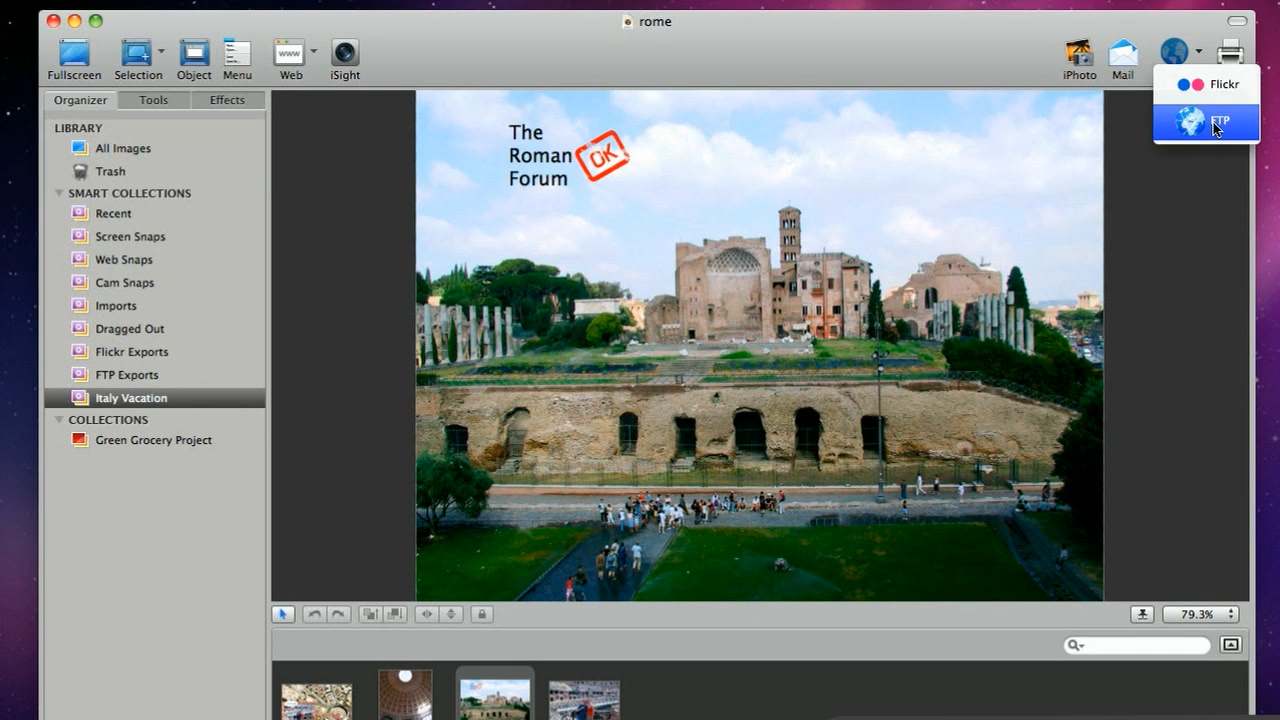 rome
Fullscreen
Selection
Object
Menu
www
Web
iSight
iPhoto
Mail
Flickr
FTP
Organizer
Tools
Effects
LIBRARY
All Images
Trash
SMART COLLECTIONS
Recent
Screen Snaps
Web Snaps
Cam Snaps
Imports
Dragged Out
Flickr Exports
FTP Exports
Italy Vacation
COLLECTIONS
Green Grocery Project
The
Roman
Forum
OK
79.3%